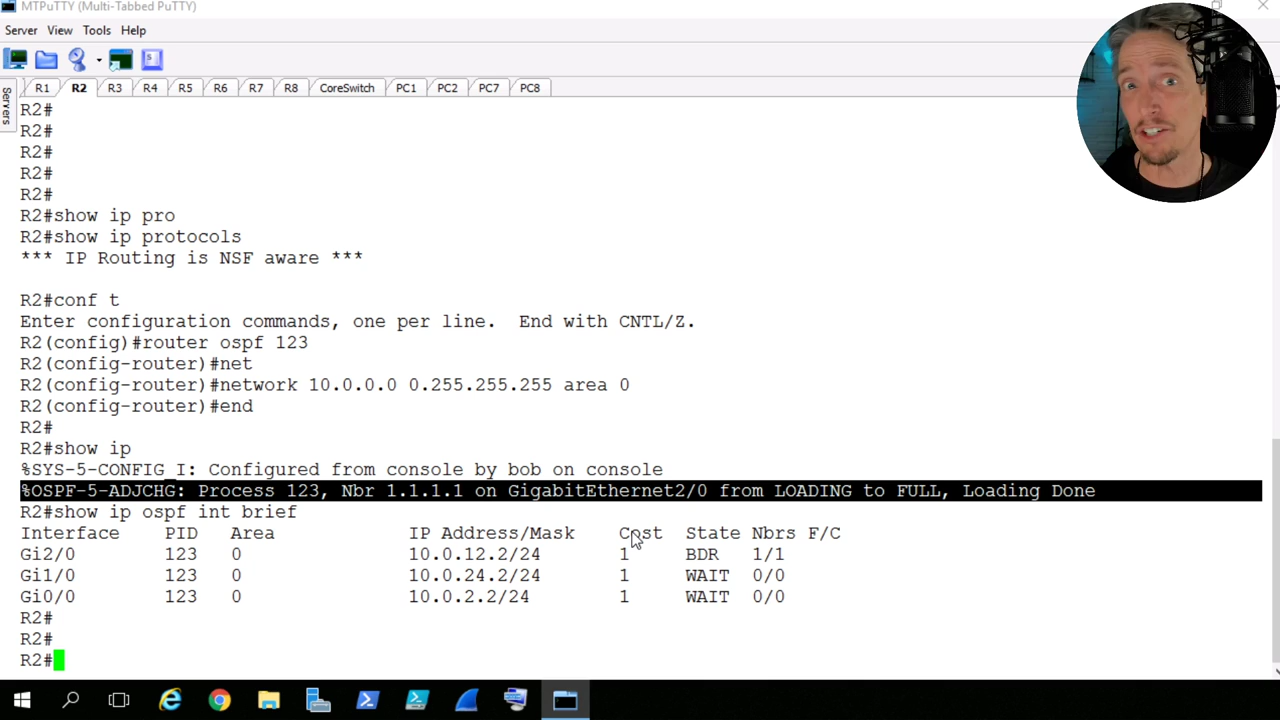 MTPuTTY (Multi-Tabbed PuTTY)
Server View Tools Help
R1 R2 R3 R4 R5 R6 R7 R8 CoreSwitch PC1 PC2 PC7 PC8
Servers
R2#
R2#
R2#
R2#
R2#
R2#show ip pro
R2#show ip protocols
*** IP Routing is NSF aware ***
R2#conf t
Enter configuration commands, one per line.  End with CNTL/Z.
R2(config)#router ospf 123
R2(config-router)#net
R2(config-router)#network 10.0.0.0 0.255.255.255 area 0
R2(config-router)#end
R2#
R2#show ip
%SYS-5-CONFIG_I: Configured from console by bob on console
%OSPF-5-ADJCHG: Process 123, Nbr 1.1.1.1 on GigabitEthernet2/0 from LOADING to FULL, Loading Done
R2#show ip ospf int brief
Interface    PID   Area            IP Address/Mask    Cost  State Nbrs F/C
Gi2/0        123   0               10.0.12.2/24       1     BDR   1/1
Gi1/0        123   0               10.0.24.2/24       1     WAIT  0/0
Gi0/0        123   0               10.0.2.2/24        1     WAIT  0/0
R2#
R2#
R2#